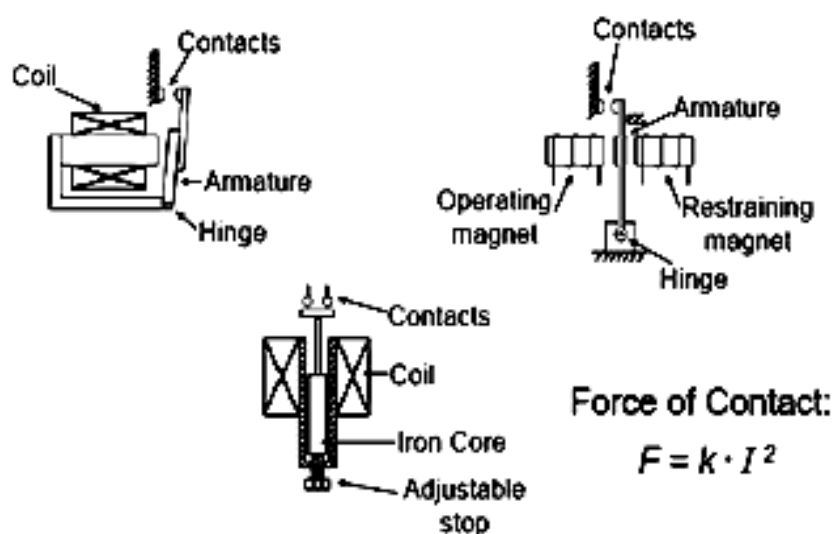 Contacts
Coil
Armature
Hinge
Contacts
Armature
Operating
magnet
Restraining
magnet
Hinge
Contacts
Coil
Iron Core
Adjustable
stop
Force of Contact:
F = k · I²